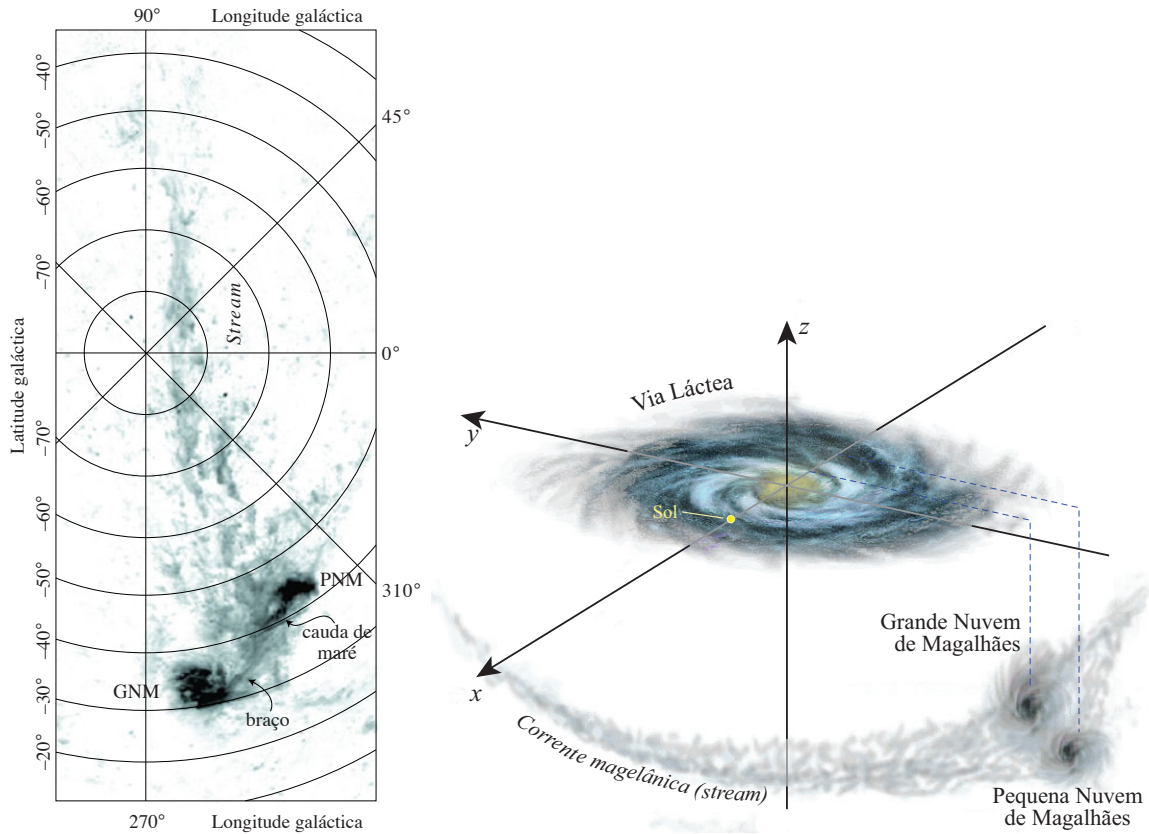 90°
Longitude galáctica
Latitude galáctica
−40°
−50°
−60°
−70°
−70°
−60°
−50°
−40°
−30°
−20°
45°
0°
310°
Stream
PNM
cauda de
maré
GNM
braço
270°
Longitude galáctica
z
Via Láctea
y
Sol
x
Grande Nuvem
de Magalhães
Corrente magelânica (stream)
Pequena Nuvem
de Magalhães